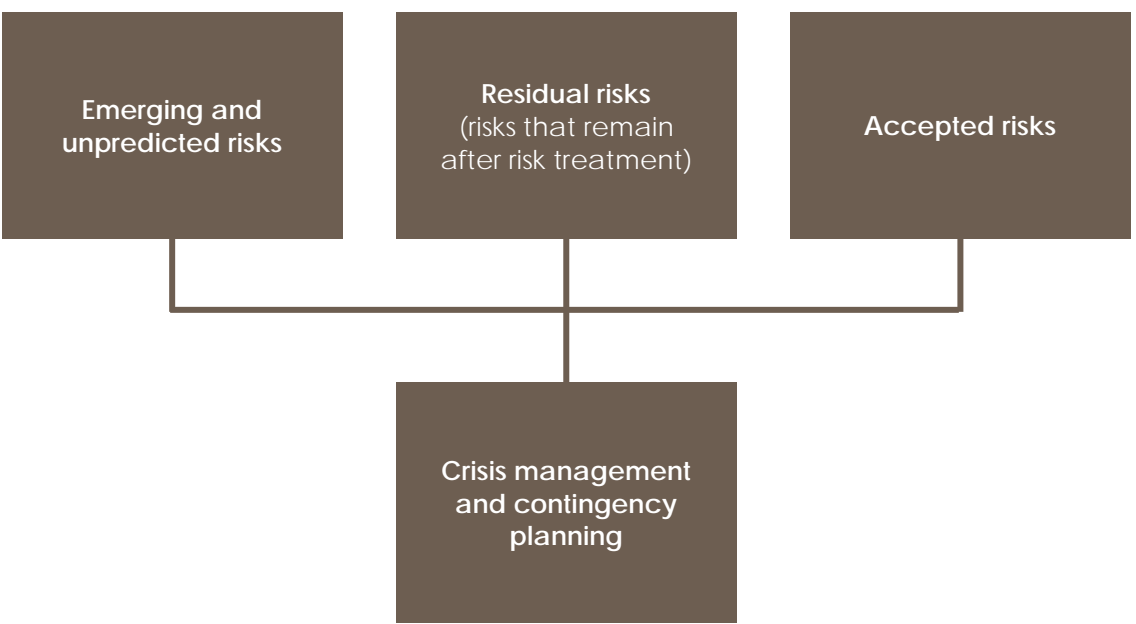 Emerging and
unpredicted risks
Residual risks
(risks that remain
after risk treatment)
Accepted risks
Crisis management
and contingency
planning